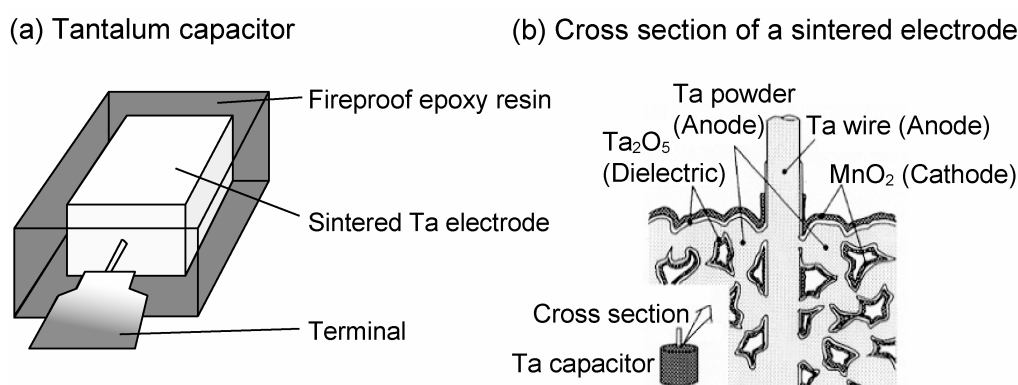 (a) Tantalum capacitor
Fireproof epoxy resin
Sintered Ta electrode
Terminal
(b) Cross section of a sintered electrode
Ta powder
(Anode)
Ta wire (Anode)
Ta₂O₅
(Dielectric)
MnO₂ (Cathode)
Cross section
Ta capacitor